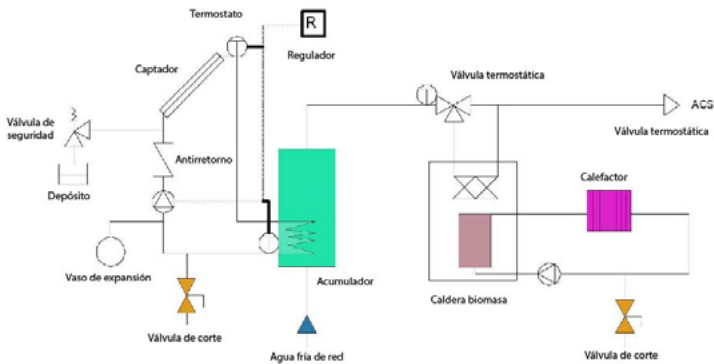 Termostato
R
Regulador
Captador
Válvula de
seguridad
Depósito
Antirretorno
Vaso de expansión
Válvula de corte
Acumulador
Agua fría de red
Válvula termostática
ACS
Válvula termostática
Calefactor
Caldera biomasa
Válvula de corte